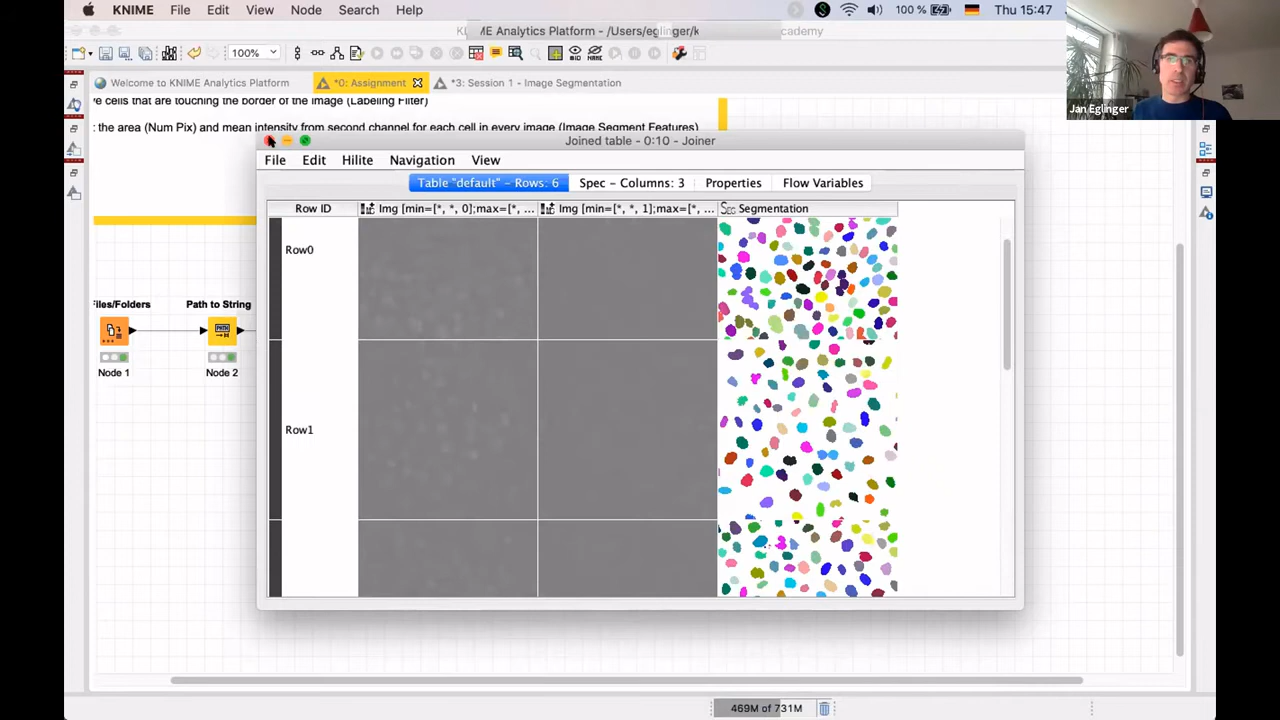 KNIME File Edit View Node Search Help 100 % Thu 15:47
IME Analytics Platform - /Users/eglinger/k cademy
100%
Welcome to KNIME Analytics Platform *0: Assignment *3: Session 1 - Image Segmentation
Jan Eglinger
e cells that are touching the border of the image (Labeling Filter)
: the area (Num Pix) and mean intensity from second channel for each cell in every image (Image Segment Features)
Joined table - 0:10 - Joiner
File Edit Hilite Navigation View
Table "default" - Rows: 6 Spec - Columns: 3 Properties Flow Variables
Row ID Img [min=[*, *, 0];max=*, ... Img [min=[*, *, 1];max=[*, ... Segmentation
Row0
Files/Folders Path to String
Node 1 Node 2
Row1
469M of 731M